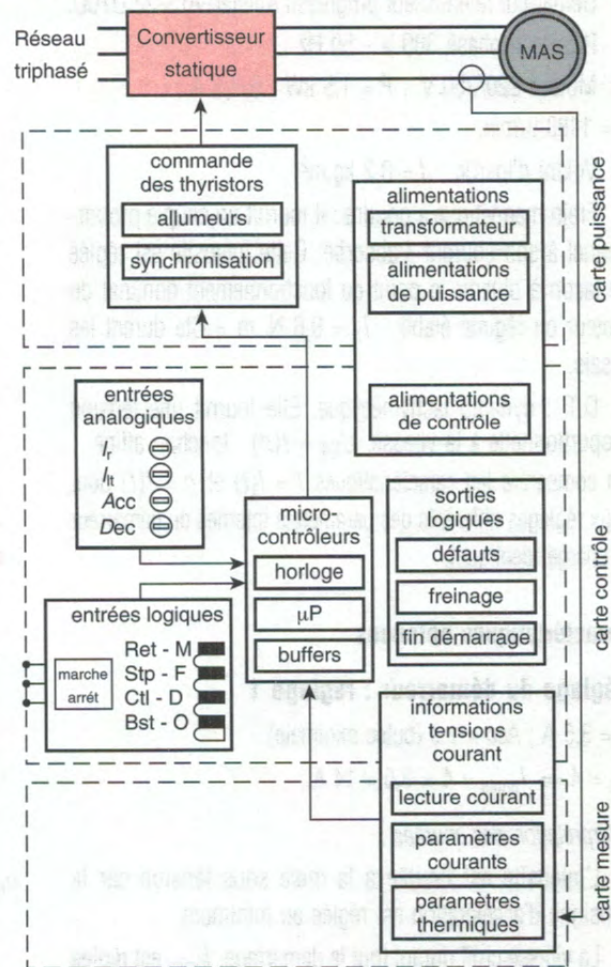 Réseau
triphasé
Convertisseur
statique
MAS
carte puissance
commande
des thyristors
allumeur
synchronisation
alimentations
transformateur
alimentations
de puissance
alimentations
de contrôle
carte contrôle
entrées
analogiques
Ir
Ilt
Acc
Dec
micro-
contrôleurs
horloge
µP
buffers
sorties
logiques
défauts
freinage
fin démarrage
entrées logiques
marche
arrêt
Ret - M
Stp - F
Ctl - D
Bst - O
informations
tensions
courant
lecture courant
paramètres
courants
paramètres
thermiques
carte mesure